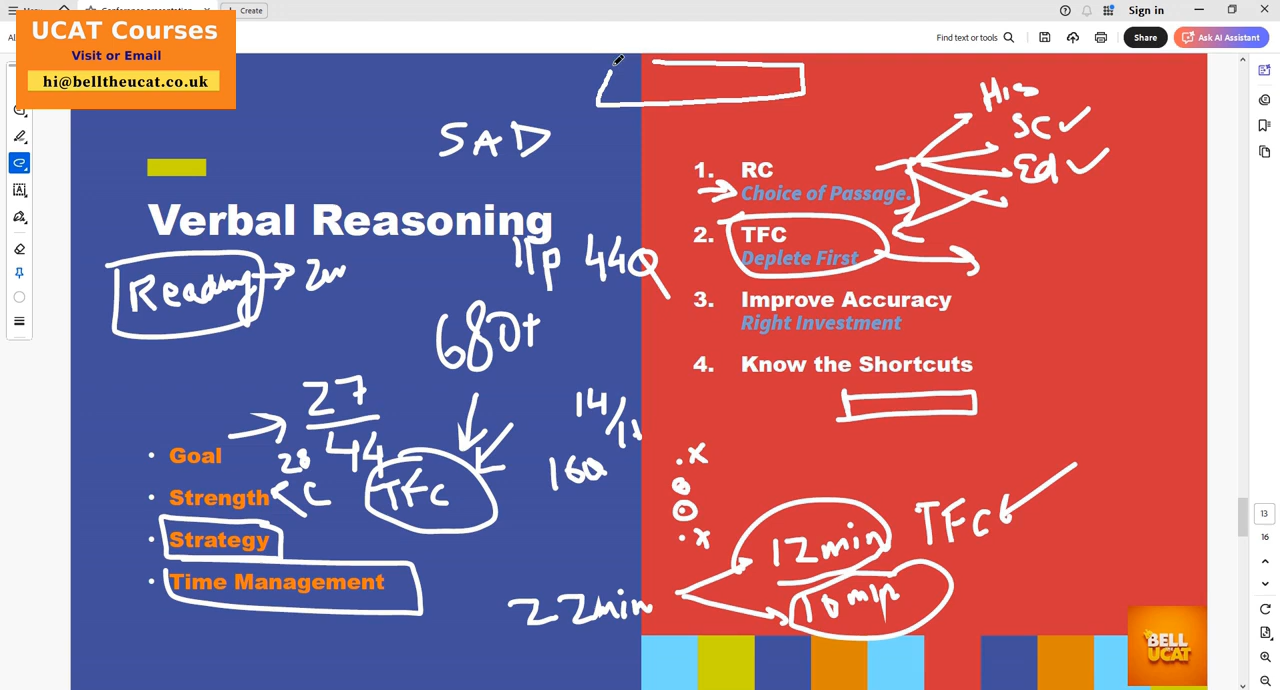 Create
Sign in
UCAT Courses
Visit or Email
hi@belltheucat.co.uk
Find text or tools
Share
Ask AI Assistant
SAD
Verbal Reasoning
Reading
11p 44Q
680+
27
44
28
TFC
14/
160
Goal
Strength
Strategy
Time Management
22min
1. RC
Choice of Passage.
2. TFC
Deplete First
3. Improve Accuracy
Right Investment
4. Know the Shortcuts
His
SC
Ed
x
x
12min
TFC
10min
BELL
UCAT
13
16